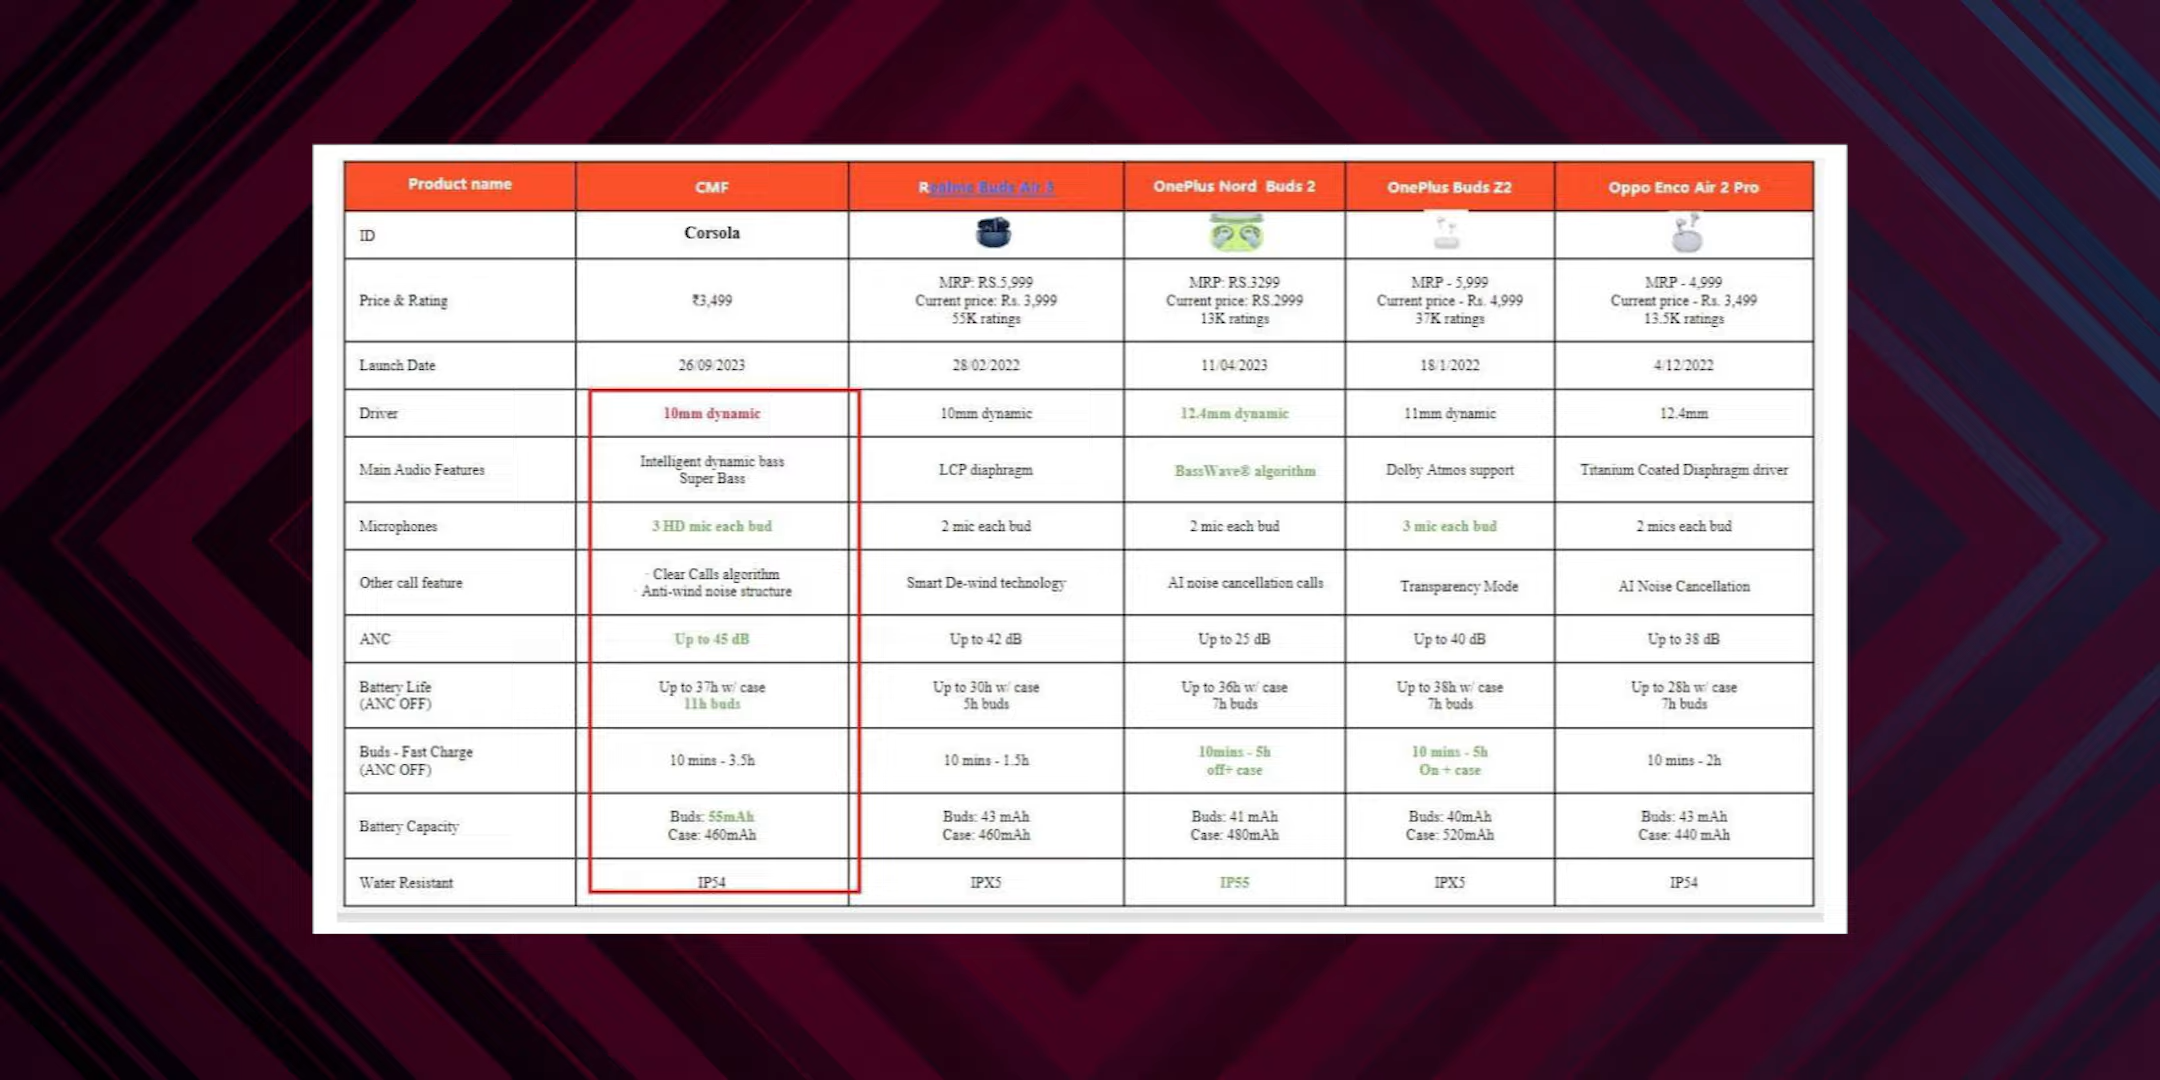 Product name
CMF
Realme Buds Air 3
OnePlus Nord Buds 2
OnePlus Buds Z2
Oppo Enco Air 2 Pro
ID
Corsola
Price & Rating
₹3,499
MRP: RS.5,999
Current price: Rs. 3,999
55K ratings
MRP: RS.3299
Current price: RS.2999
13K ratings
MRP - 5,999
Current price - Rs. 4,999
37K ratings
MRP - 4,999
Current price - Rs. 3,499
13.5K ratings
Launch Date
26/09/2023
28/02/2022
11/04/2023
18/1/2022
4/12/2022
Driver
10mm dynamic
10mm dynamic
12.4mm dynamic
11mm dynamic
12.4mm
Main Audio Features
Intelligent dynamic bass
Super Bass
LCP diaphragm
BassWave® algorithm
Dolby Atmos support
Titanium Coated Diaphragm driver
Microphones
3 HD mic each bud
2 mic each bud
2 mic each bud
3 mic each bud
2 mics each bud
Other call feature
· Clear Calls algorithm
· Anti-wind noise structure
Smart De-wind technology
AI noise cancellation calls
Transparency Mode
AI Noise Cancellation
ANC
Up to 45 dB
Up to 42 dB
Up to 25 dB
Up to 40 dB
Up to 38 dB
Battery Life
(ANC OFF)
Up to 37h w/ case
11h buds
Up to 30h w/ case
5h buds
Up to 36h w/ case
7h buds
Up to 38h w/ case
7h buds
Up to 28h w/ case
7h buds
Buds - Fast Charge
(ANC OFF)
10 mins - 3.5h
10 mins - 1.5h
10mins - 5h
off+ case
10 mins - 5h
On + case
10 mins - 2h
Battery Capacity
Buds: 55mAh
Case: 460mAh
Buds: 43 mAh
Case: 460mAh
Buds: 41 mAh
Case: 480mAh
Buds: 40mAh
Case: 520mAh
Buds: 43 mAh
Case: 440 mAh
Water Resistant
IP54
IPX5
IP55
IPX5
IP54